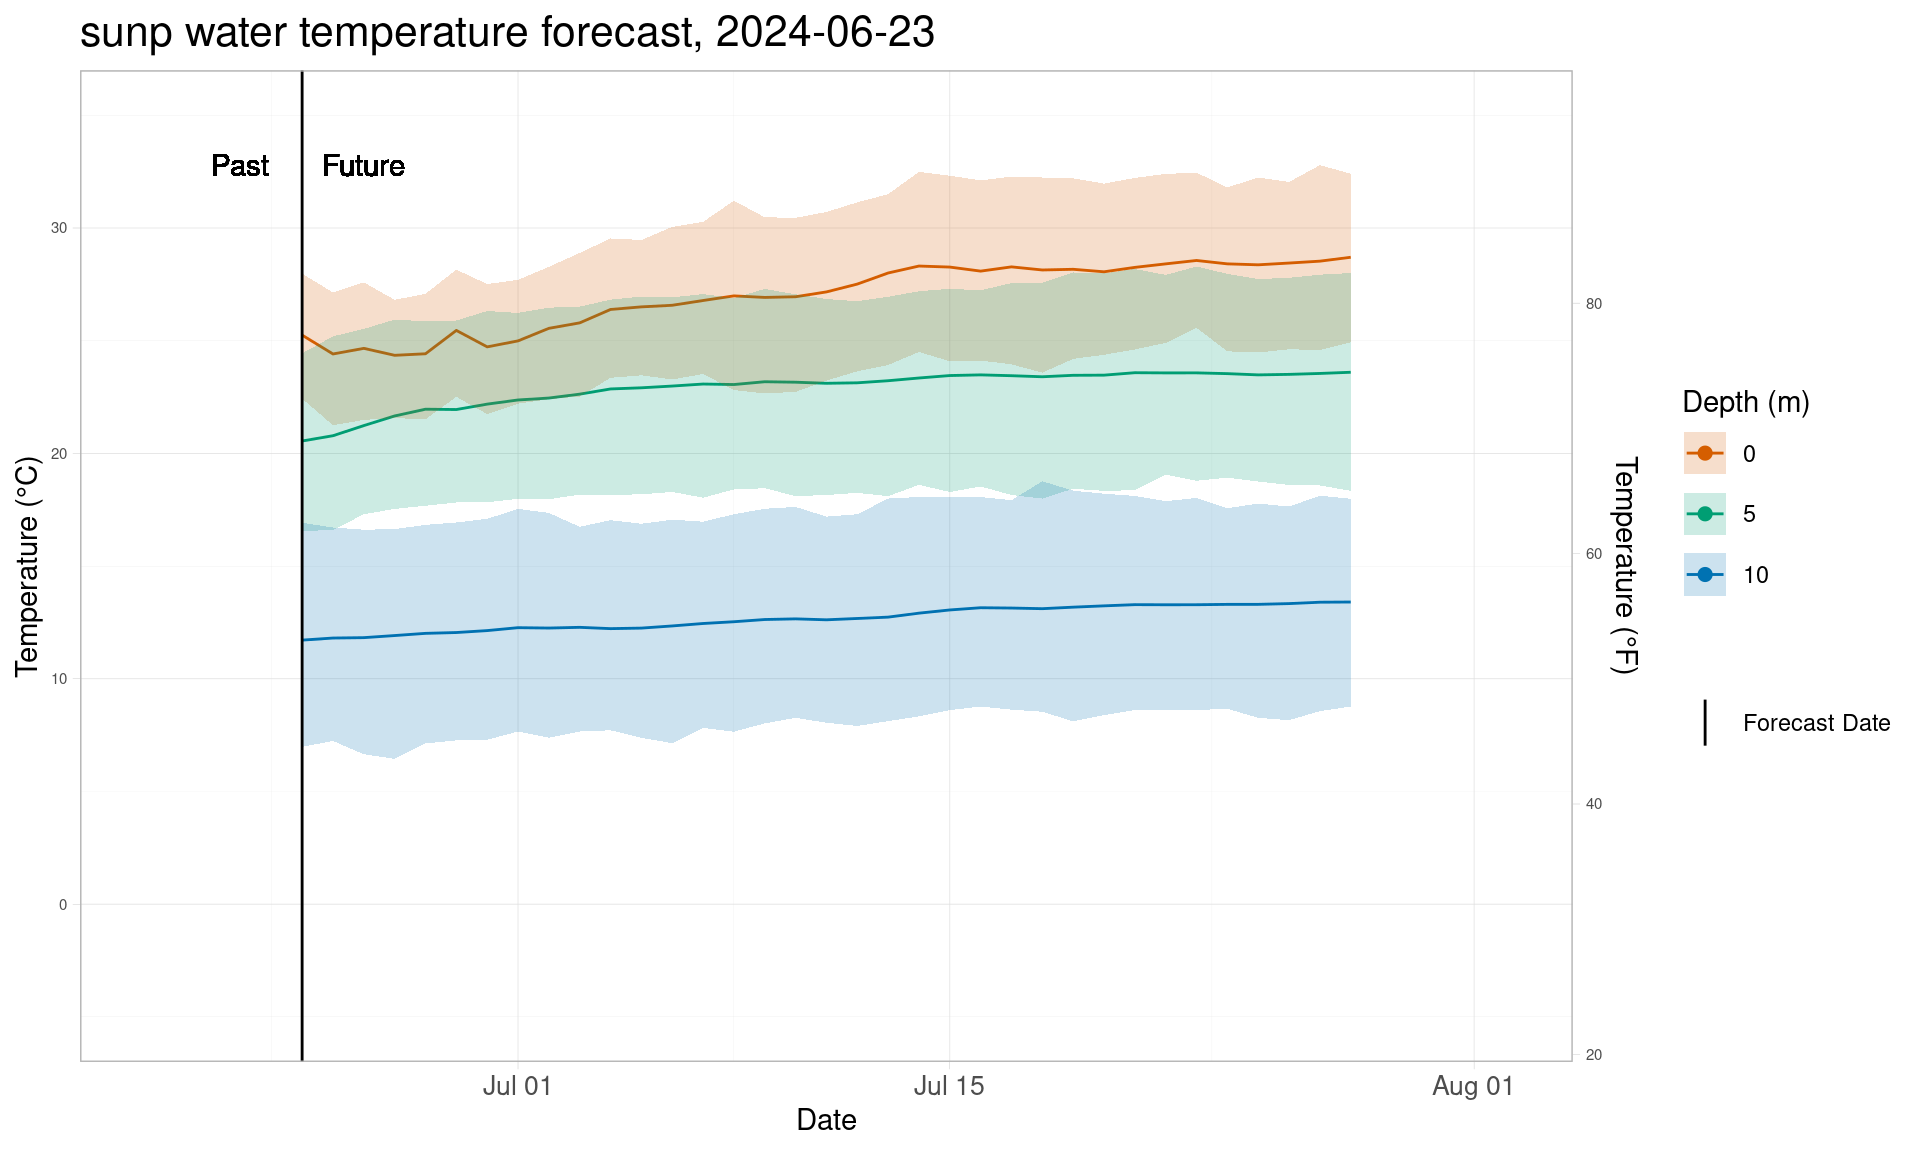 sunp water temperature forecast, 2024-06-23
Past
Future
30
20
10
0
Temperature (°C)
80
60
40
20
Temperature (°F)
Jul 01
Jul 15
Aug 01
Date
Depth (m)
0
5
10
Forecast Date